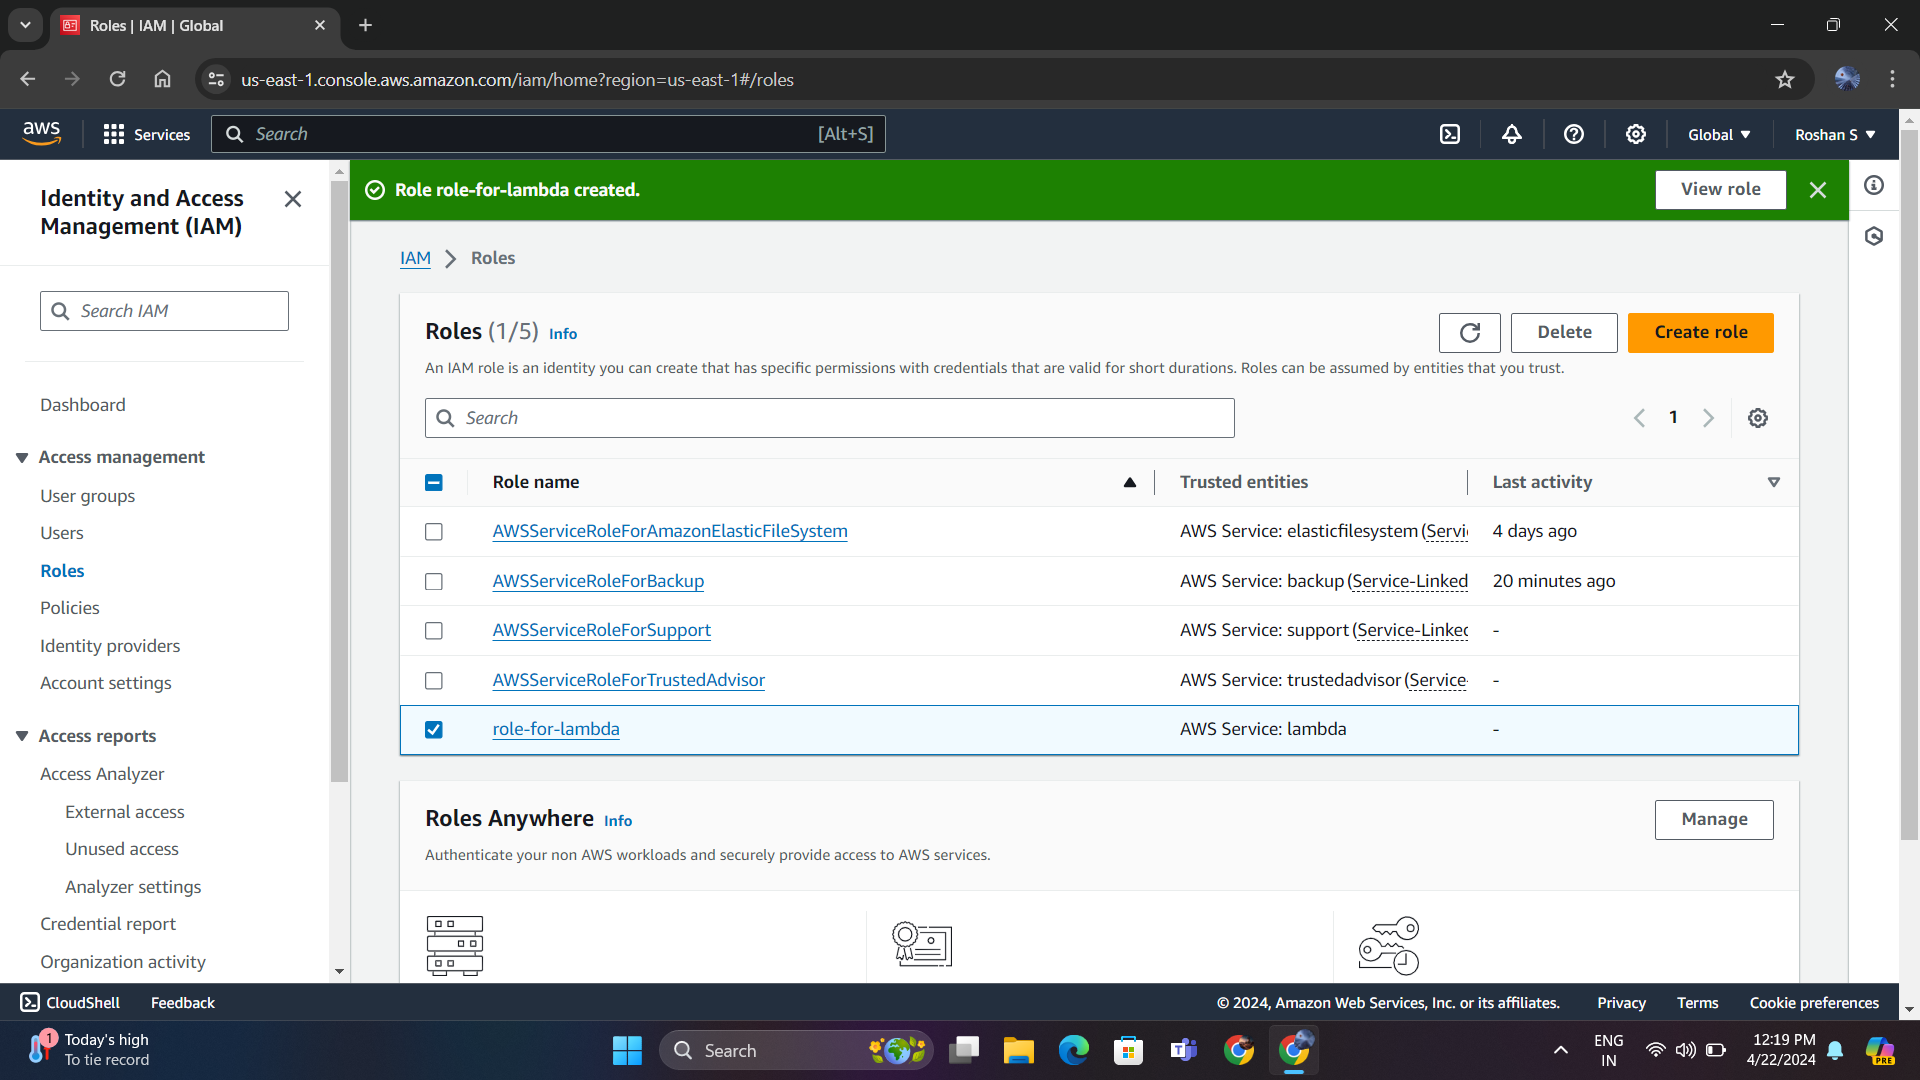 Roles | IAM | Global
us-east-1.console.aws.amazon.com/iam/home?region=us-east-1#/roles
aws
Services
Search
[Alt+S]
Global
Roshan S
Identity and Access
Management (IAM)
Search IAM
Dashboard
Access management
User groups
Users
Roles
Policies
Identity providers
Account settings
Access reports
Access Analyzer
External access
Unused access
Analyzer settings
Credential report
Organization activity
Role role-for-lambda created.
View role
IAM > Roles
Roles (1/5) Info
Delete
Create role
An IAM role is an identity you can create that has specific permissions with credentials that are valid for short durations. Roles can be assumed by entities that you trust.
Search
1
Role name
Trusted entities
Last activity
AWSServiceRoleForAmazonElasticFileSystem AWS Service: elasticfilesystem (Servi 4 days ago
AWSServiceRoleForBackup AWS Service: backup (Service-Linked 20 minutes ago
AWSServiceRoleForSupport AWS Service: support (Service-Linked -
AWSServiceRoleForTrustedAdvisor AWS Service: trustedadvisor (Service- -
role-for-lambda AWS Service: lambda -
Roles Anywhere Info
Manage
Authenticate your non AWS workloads and securely provide access to AWS services.
CloudShell
Feedback
© 2024, Amazon Web Services, Inc. or its affiliates.
Privacy
Terms
Cookie preferences
1
Today's high
To tie record
Search
ENG
IN
12:19 PM
4/22/2024
PRE